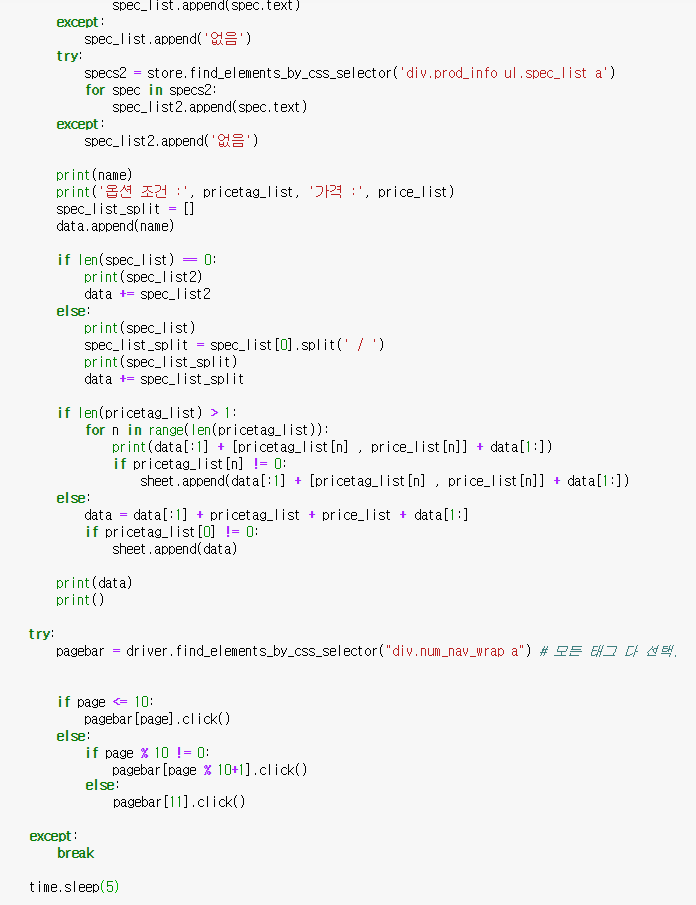 spec_list.append(spec.text)
    except:
        spec_list.append('없음')
    try:
        specs2 = store.find_elements_by_css_selector('div.prod_info ul.spec_list a')
        for spec in specs2:
            spec_list2.append(spec.text)
    except:
        spec_list2.append('없음')

    print(name)
    print('옵션 조건 :', pricetag_list, '가격 :', price_list)
    spec_list_split = []
    data.append(name)

    if len(spec_list) == 0:
        print(spec_list2)
        data += spec_list2
    else:
        print(spec_list)
        spec_list_split = spec_list[0].split(' / ')
        print(spec_list_split)
        data += spec_list_split

    if len(pricetag_list) > 1:
        for n in range(len(pricetag_list)):
            print(data[:1] + [pricetag_list[n] , price_list[n]] + data[1:])
            if pricetag_list[n] != 0:
                sheet.append(data[:1] + [pricetag_list[n] , price_list[n]] + data[1:])
    else:
        data = data[:1] + pricetag_list + price_list + data[1:]
        if pricetag_list[0] != 0:
            sheet.append(data)

    print(data)
    print()

try:
    pagebar = driver.find_elements_by_css_selector("div.num_nav_wrap a") # 모든 태그 다 선택.


    if page <= 10:
        pagebar[page].click()
    else:
        if page % 10 != 0:
            pagebar[page % 10+1].click()
        else:
            pagebar[11].click()

except:
    break

time.sleep(5)